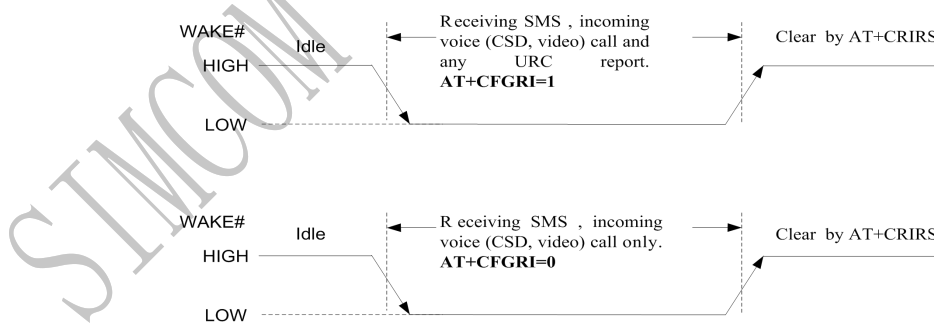 WAKE#
Idle
HIGH
LOW
Receiving SMS , incoming
voice (CSD, video) call and
any URC report.
AT+CFGRI=1
Clear by AT+CRIRS
WAKE#
Idle
HIGH
LOW
R eceiving SMS , incoming
voice (CSD, video) call only.
AT+CFGRI=0
Clear by AT+CRIRS
SIMCOM